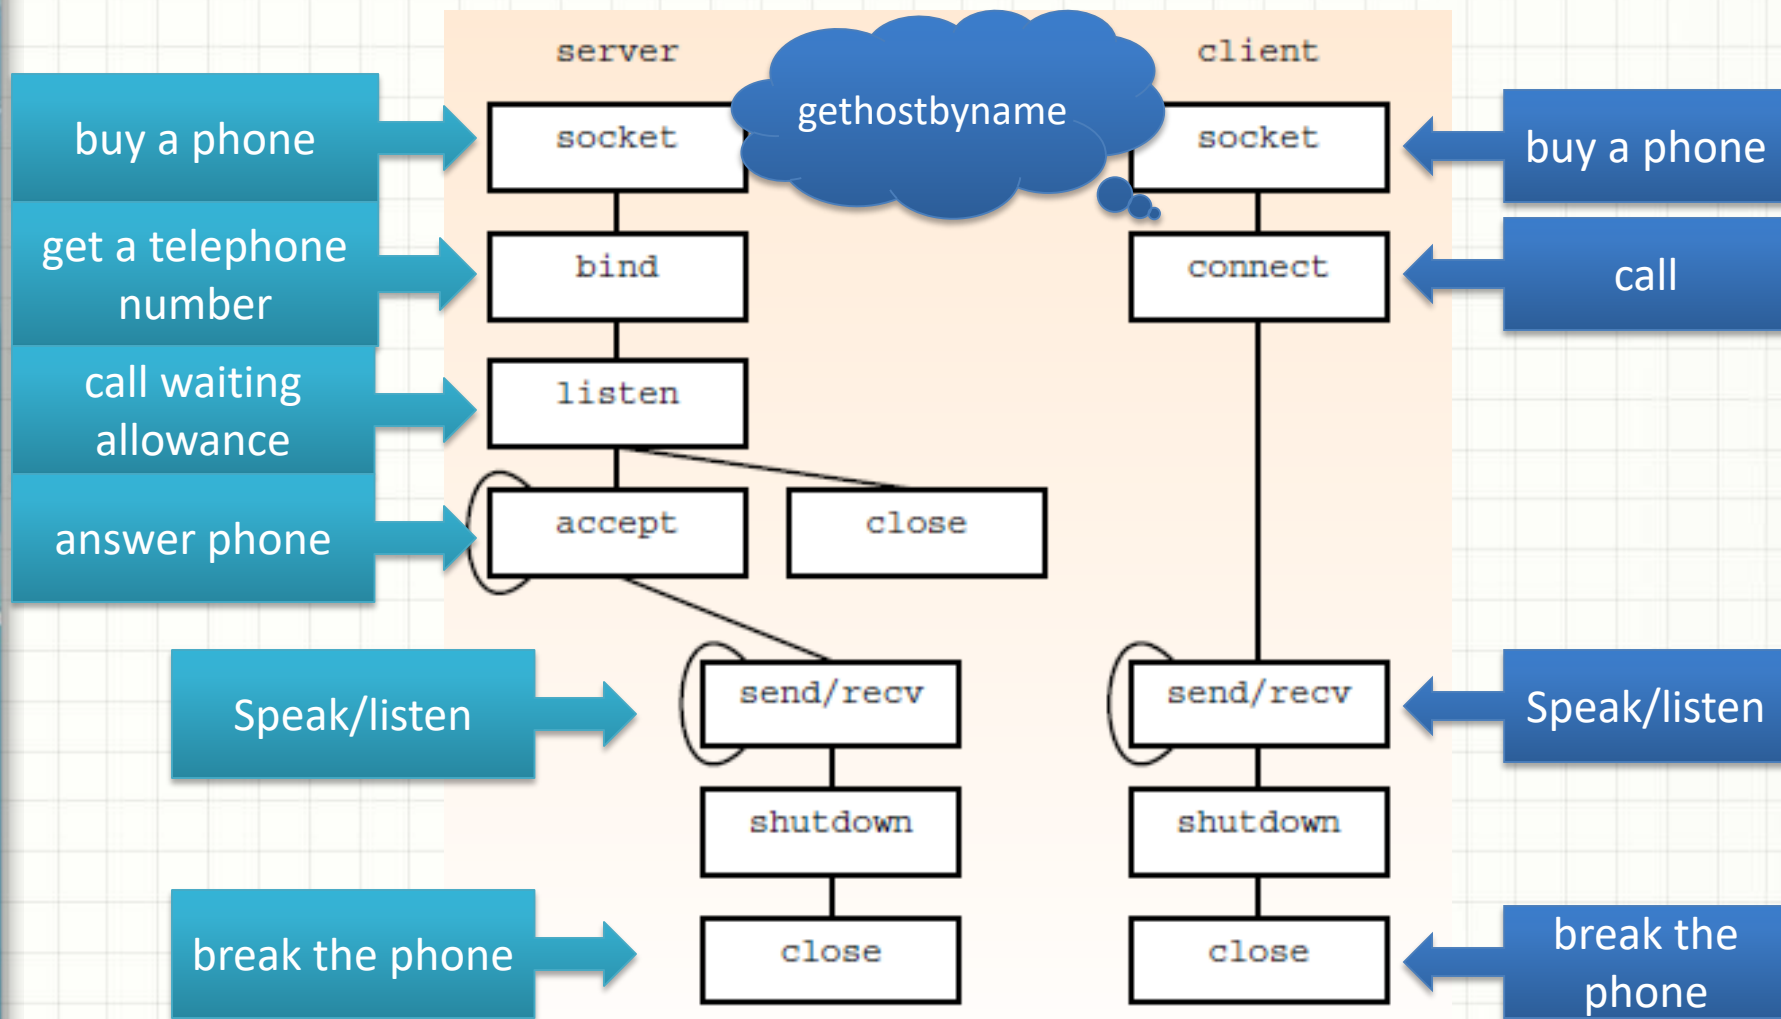 server
client
gethostbyname
buy a phone
socket
socket
buy a phone
get a telephone
number
bind
connect
call
call waiting
allowance
listen
answer phone
accept
close
Speak/listen
send/recv
send/recv
Speak/listen
shutdown
shutdown
break the phone
close
close
break the
phone